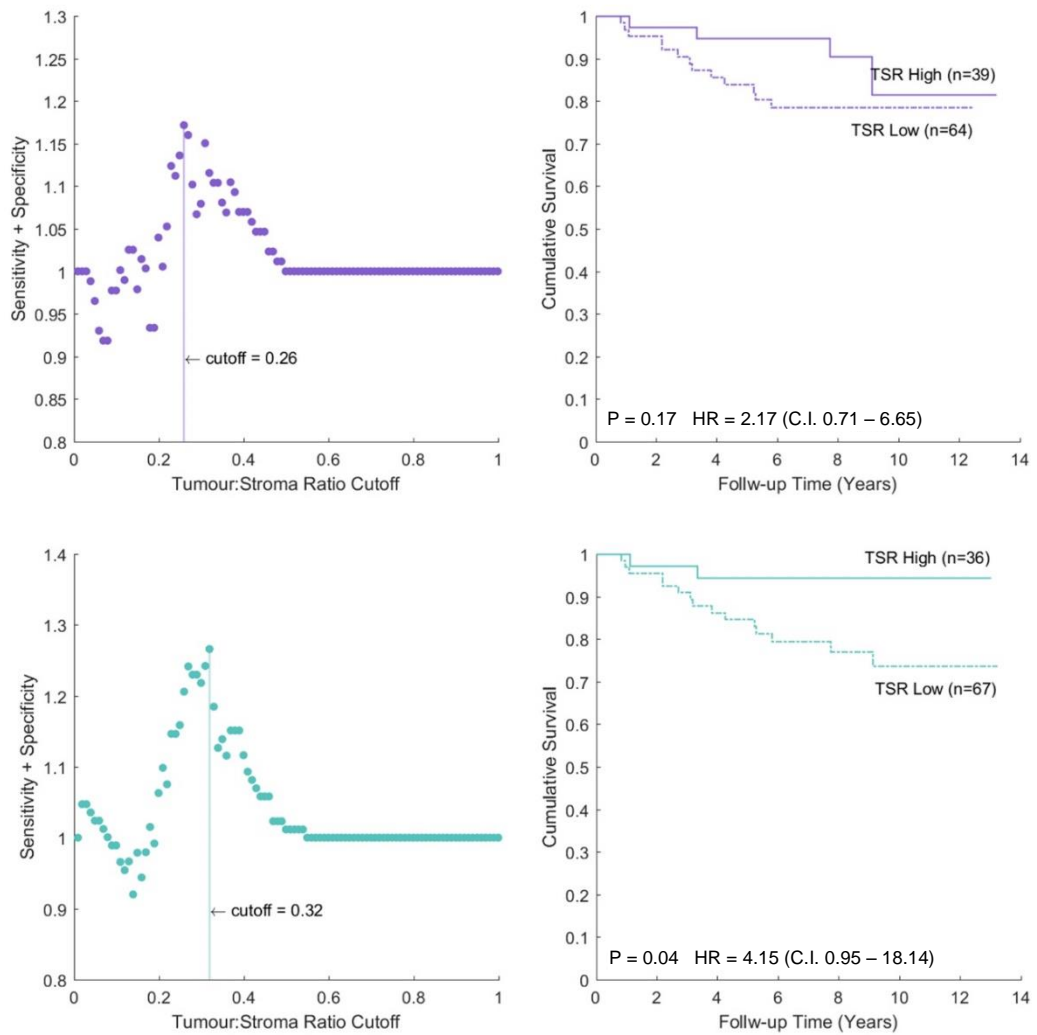 1.3
1.25
1.2
1.15
1.1
1.05
1
0.95
0.9
0.85
0.8
Sensitivity + Specificity
← cutoff = 0.26
0 0.2 0.4 0.6 0.8 1
Tumour:Stroma Ratio Cutoff
1
0.9
0.8
0.7
0.6
0.5
0.4
0.3
0.2
0.1
0
Cumulative Survival
TSR High (n=39)
TSR Low (n=64)
P = 0.17 HR = 2.17 (C.I. 0.71 – 6.65)
0 2 4 6 8 10 12 14
Follw-up Time (Years)
1.4
1.3
1.2
1.1
1
0.9
0.8
Sensitivity + Specificity
← cutoff = 0.32
0 0.2 0.4 0.6 0.8 1
Tumour:Stroma Ratio Cutoff
1
0.9
0.8
0.7
0.6
0.5
0.4
0.3
0.2
0.1
0
Cumulative Survival
TSR High (n=36)
TSR Low (n=67)
P = 0.04 HR = 4.15 (C.I. 0.95 – 18.14)
0 2 4 6 8 10 12 14
Follw-up Time (Years)